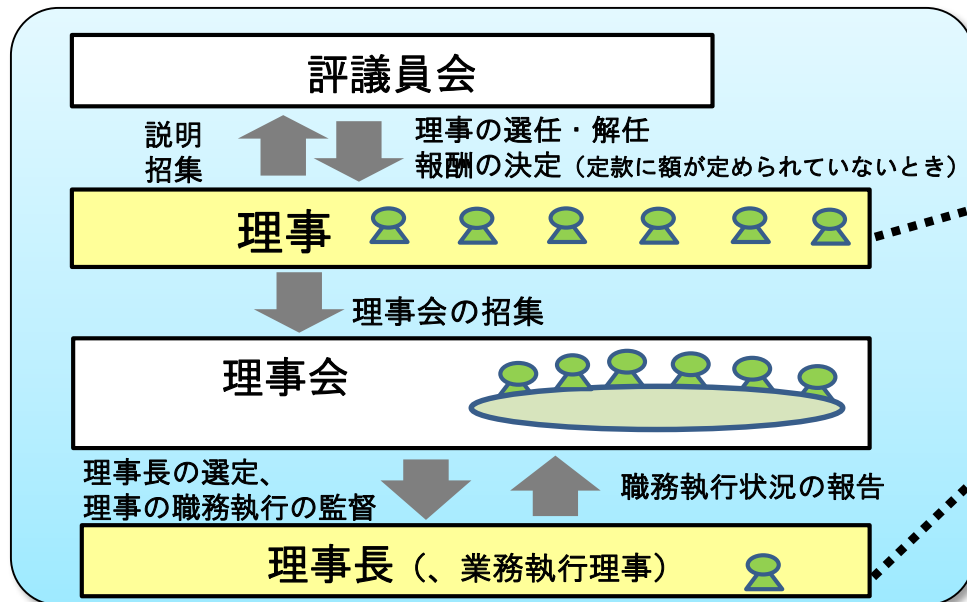 評議員会
説明
招集
理事の選任・解任
報酬の決定（定款に額が定められていないとき）
理事
理事会の招集
理事会
理事長の選定、
理事の職務執行の監督
職務執行状況の報告
理事長（、業務執行理事）